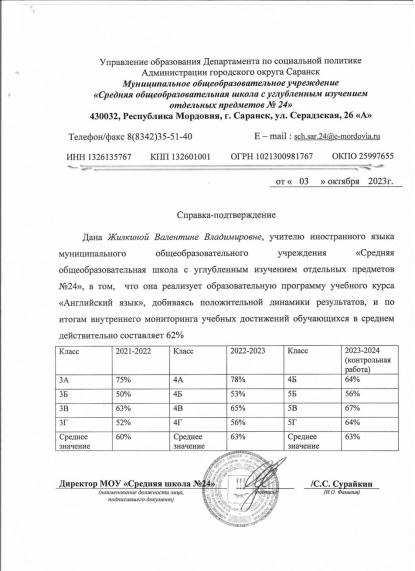 Управление образования Департамента по социальной политике
Администрации городского округа Саранск
Муниципальное общеобразовательное учреждение
«Средняя общеобразовательная школа с углубленным изучением
отдельных предметов № 24»
430032, Республика Мордовия, г. Саранск, ул. Серадзская, 26 «А»
Телефон/факс 8(8342)35-51-40 E – mail : sch.sar.24@e-mordovia.ru
ИНН 1326135767 КПП 132601001 ОГРН 1021300981767 ОКПО 25997655
от « 03 » октября 2023г.
Справка-подтверждение
Дана Жилкиной Валентине Владимировне, учителю иностранного языка
муниципального общеобразовательного учреждения «Средняя
общеобразовательная школа с углубленным изучением отдельных предметов
№24», в том, что она реализует образовательную программу учебного курса
«Английский язык», добиваясь положительной динамики результатов, и по
итогам внутреннего мониторинга учебных достижений обучающихся в среднем
действительно составляет 62%
Класс 2021-2022 Класс 2022-2023 Класс 2023-2024
(контрольная
работа)
3А 75% 4А 78% 4Б 64%
3Б 50% 4Б 53% 5Б 56%
3В 63% 4В 65% 5В 67%
3Г 52% 4Г 56% 5Г 64%
Среднее значение 60% Среднее значение 63% Среднее значение 63%
Директор МОУ «Средняя школа №24» /С.С. Сурайкин
(наименование должности лица, (подпись) (И.О. Фамилия)
подписавшего документ)